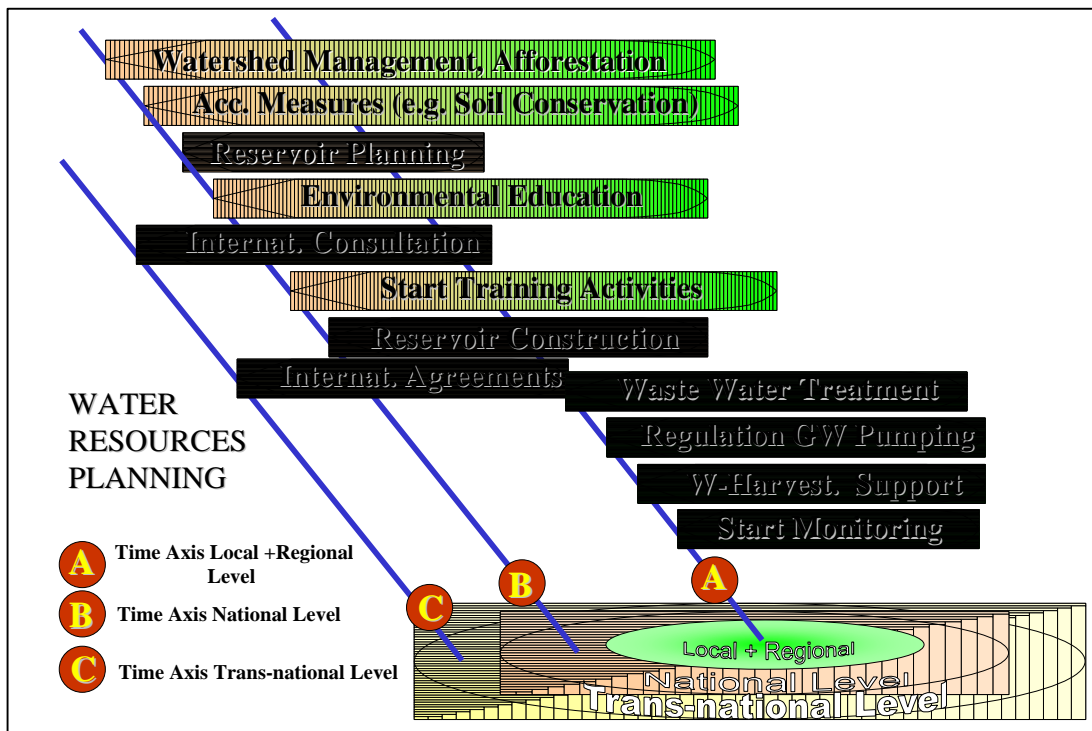 Watershed Management, Afforestation
Acc. Measures (e.g. Soil Conservation)
Reservoir Planning
Environmental Education
Internat. Consultation
Start Training Activities
Reservoir Construction
Internat. Agreements
Waste Water Treatment
Regulation GW Pumping
W-Harvest. Support
Start Monitoring
WATER
RESOURCES
PLANNING
A Time Axis Local +Regional
Level
B Time Axis National Level
C Time Axis Trans-national Level
C
B
A
Local + Regional
National Level
Trans-national Level